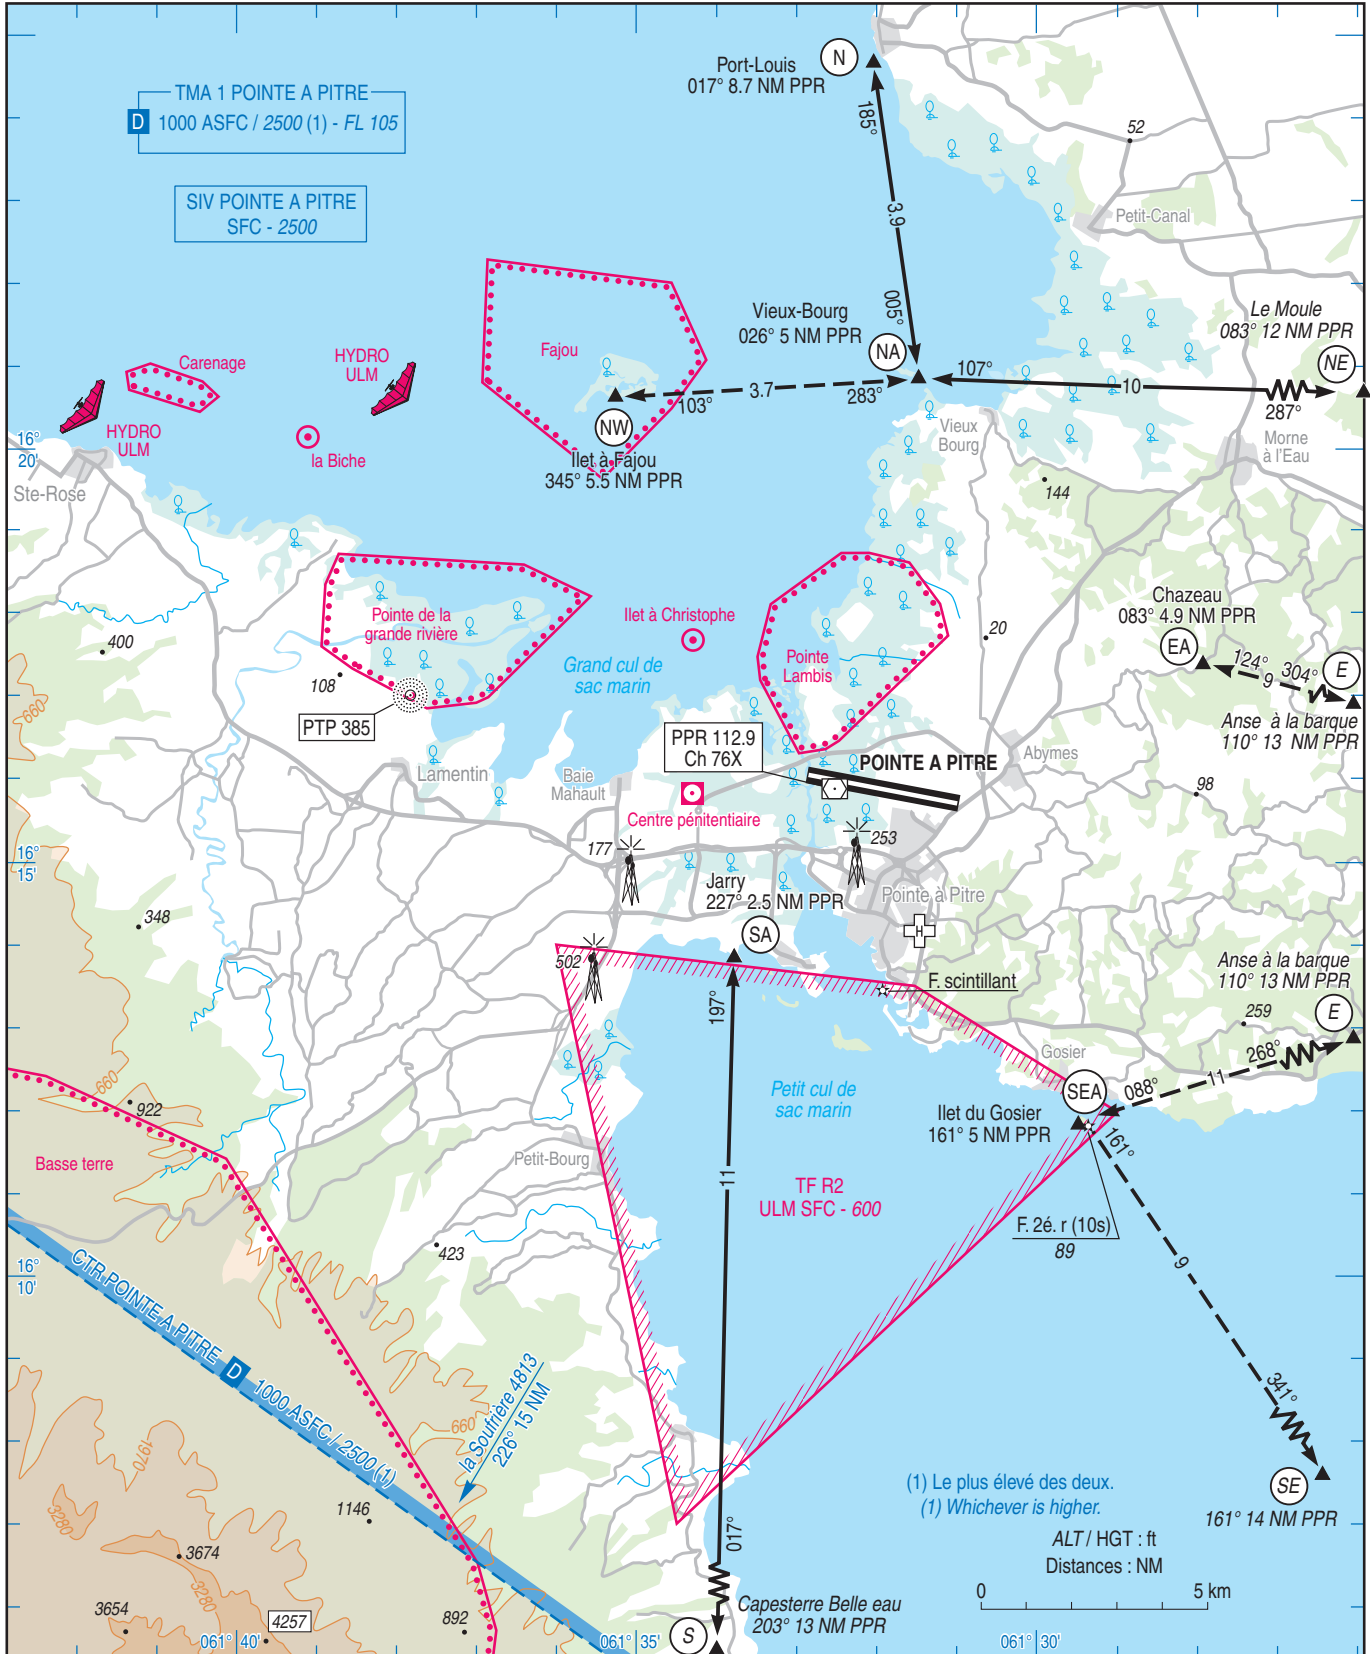 N
Port-Louis
017° 8.7 NM PPR
TMA 1 POINTE A PITRE
D 1000 ASFC / 2500 (1) - FL 105
185°
52
SIV POINTE A PITRE
SFC - 2500
3.9
Petit-Canal
005°
Vieux-Bourg
026° 5 NM PPR
NA
Le Moule
083° 12 NM PPR
NE
Carenage
HYDRO
ULM
Fajou
107°
10
287°
103°
3.7
283°
HYDRO
ULM
la Biche
NW
Ilet à Fajou
345° 5.5 NM PPR
Vieux
Bourg
Morne
à l'Eau
16°
20'
Ste-Rose
144
Pointe de la
grande rivière
Ilet à Christophe
Chazeau
083° 4.9 NM PPR
EA
124°
9
304°
E
400
20
Pointe
Lambis
Grand cul de
sac marin
660
108
PTP 385
Anse à la barque
110° 13 NM PPR
PPR 112.9
Ch 76X
POINTE A PITRE
Abymes
Lamentin
Baie
Mahault
98
Centre pénitentiaire
177
253
16°
15'
Jarry
227° 2.5 NM PPR
Pointe à Pitre
348
SA
H
502
Anse à la barque
110° 13 NM PPR
F. scintillant
197°
259
E
Gosier
268°
11
088°
SEA
660
922
Petit cul de
sac marin
Ilet du Gosier
161° 5 NM PPR
161°
Basse terre
Petit-Bourg
11
TF R2
ULM SFC - 600
F. 2é. r (10s)
89
423
9
16°
10'
CTR POINTE A PITRE D 1000 ASFC / 2500 (1)
la Soufrière 4813
226° 15 NM
341°
660
1970
(1) Le plus élevé des deux.
(1) Whichever is higher.
SE
161° 14 NM PPR
3280
1146
017°
ALT / HGT : ft
Distances : NM
3674
3280
0
5 km
3654
4257
892
Capesterre Belle eau
203° 13 NM PPR
S
061° 40'
061° 35'
061° 30'